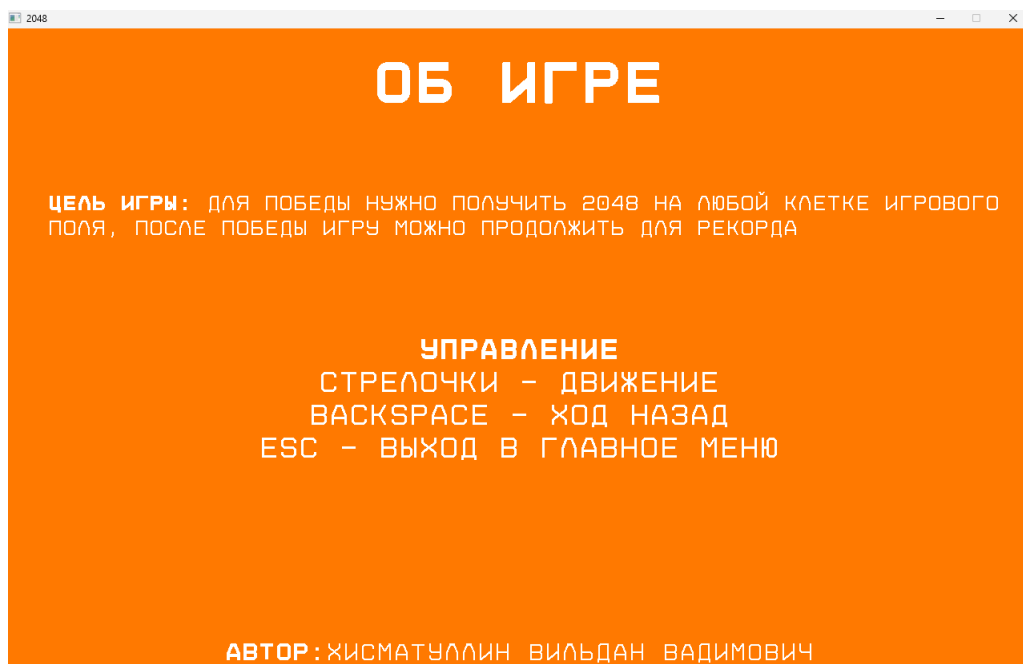 2048
ОБ ИГРЕ
ЦЕЛЬ ИГРЫ: ДЛЯ ПОБЕДЫ НУЖНО ПОЛУЧИТЬ 2048 НА ЛЮБОЙ КЛЕТКЕ ИГРОВОГО
ПОЛЯ, ПОСЛЕ ПОБЕДЫ ИГРУ МОЖНО ПРОДОЛЖИТЬ ДЛЯ РЕКОРДА
УПРАВЛЕНИЕ
СТРЕЛОЧКИ - ДВИЖЕНИЕ
BACKSPACE - ХОД НАЗАД
ESC - ВЫХОД В ГЛАВНОЕ МЕНЮ
АВТОР:ХИСМАТУЛЛИН ВИЛЬДАН ВАДИМОВИЧ